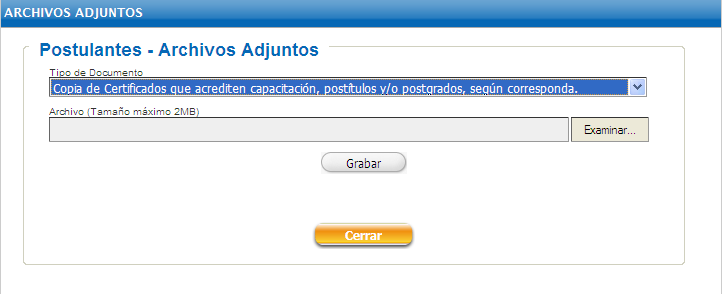 ARCHIVOS ADJUNTOS
Postulantes - Archivos Adjuntos
Tipo de Documento
Copia de Certificados que acrediten capacitación, postítulos y/o postgrados, según corresponda.
Archivo (Tamaño máximo 2MB)
Examinar...
Grabar
Cerrar